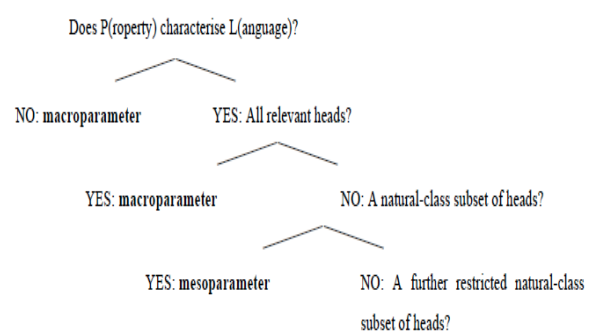 Does P(roperty) characterise L(anguage)?
NO: macroparameter
YES: All relevant heads?
YES: macroparameter
NO: A natural-class subset of heads?
YES: mesoparameter
NO: A further restricted natural-class
subset of heads?